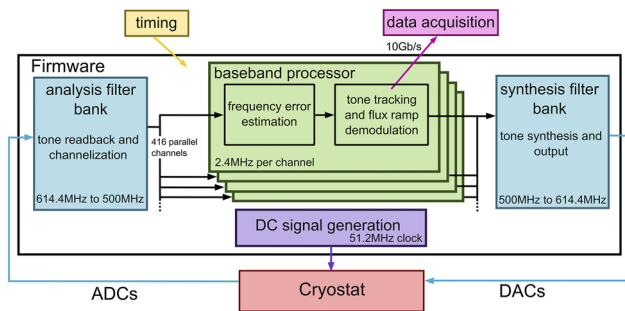 timing
data acquisition
10Gb/s
Firmware
analysis filter
bank
tone readback and
channelization
614.4MHz to 500MHz
416 parallel
channels
baseband processor
frequency error
estimation
tone tracking
and flux ramp
demodulation
2.4MHz per channel
synthesis filter
bank
tone synthesis and
output
500MHz to 614.4MHz
DC signal generation
51.2MHz clock
ADCs
Cryostat
DACs